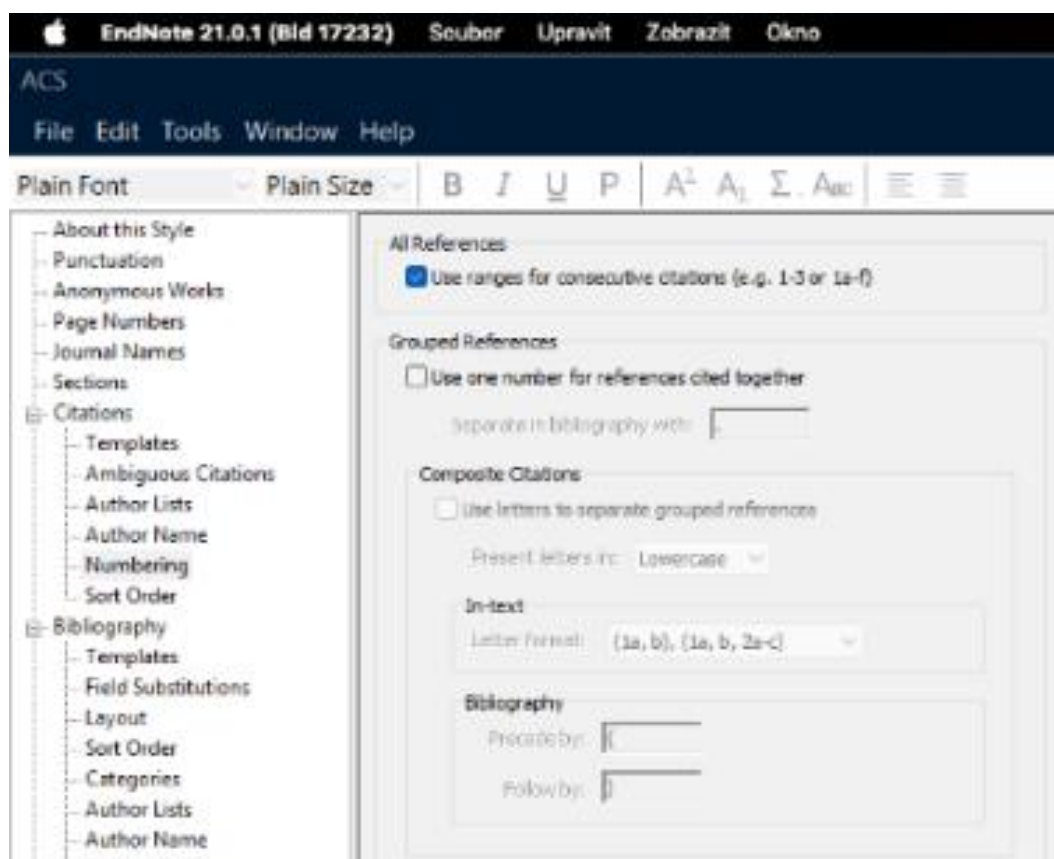 EndNote 21.0.1 (Bld 17232) Soubor Upravit Zobrazit Okno
ACS
File Edit Tools Window Help
Plain Font Plain Size B I U P A² A₁ Σ ABC
About this Style
Punctuation
Anonymous Works
Page Numbers
Journal Names
Sections
Citations
Templates
Ambiguous Citations
Author Lists
Author Name
Numbering
Sort Order
Bibliography
Templates
Field Substitutions
Layout
Sort Order
Categories
Author Lists
Author Name
All References
Use ranges for consecutive citations (e.g. 1-3 or 1a-f)
Grouped References
Use one number for references cited together
Separate in bibliography with: .
Composite Citations
Use letters to separate grouped references
Present letters in: Lowercase
In-text
Letter format: (1a, b), (1a, b, 2a-c)
Bibliography
Precede by: (
Follow by: )